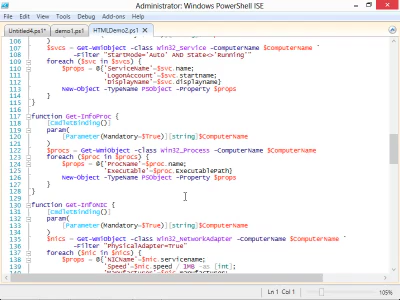 Administrator: Windows PowerShell ISE
File Edit View Tools Debug Add-ons Help
Untitled4.ps1* demo1.ps1 HTMLDemo2.ps1 X
106 )
107 $svcs = Get-WmiObject -class Win32_Service -ComputerName $ComputerName `
108 -Filter "StartMode='Auto' AND State<>'Running'"
109 foreach ($svc in $svcs) {
110 $props = @{'ServiceName'=$svc.name;
111 'LogonAccount'=$svc.startname;
112 'DisplayName'=$svc.displayname}
113 New-Object -TypeName PSObject -Property $props
114 }
115 }
116
117 function Get-InfoProc {
118 [CmdletBinding()]
119 param(
120 [Parameter(Mandatory=$True)][string]$ComputerName
121 )
122 $procs = Get-WmiObject -class Win32_Process -ComputerName $ComputerName
123 foreach ($proc in $procs) {
124 $props = @{'ProcName'=$proc.name;
125 'Executable'=$proc.ExecutablePath}
126 New-Object -TypeName PSObject -Property $props
127 }
128 }
129
130 function Get-InfoNIC {
131 [CmdletBinding()]
132 param(
133 [Parameter(Mandatory=$True)][string]$ComputerName
134 )
135 $nics = Get-WmiObject -class Win32_NetworkAdapter -ComputerName $ComputerName `
136 -Filter "PhysicalAdapter=True"
137 foreach ($nic in $nics) {
138 $props = @{'NICName'=$nic.servicename;
139 'Speed'=$nic.speed / 1MB -as [int];
140 'Manufacturer'=$nic.manufacturer;
Ln 1 Col 1 105%